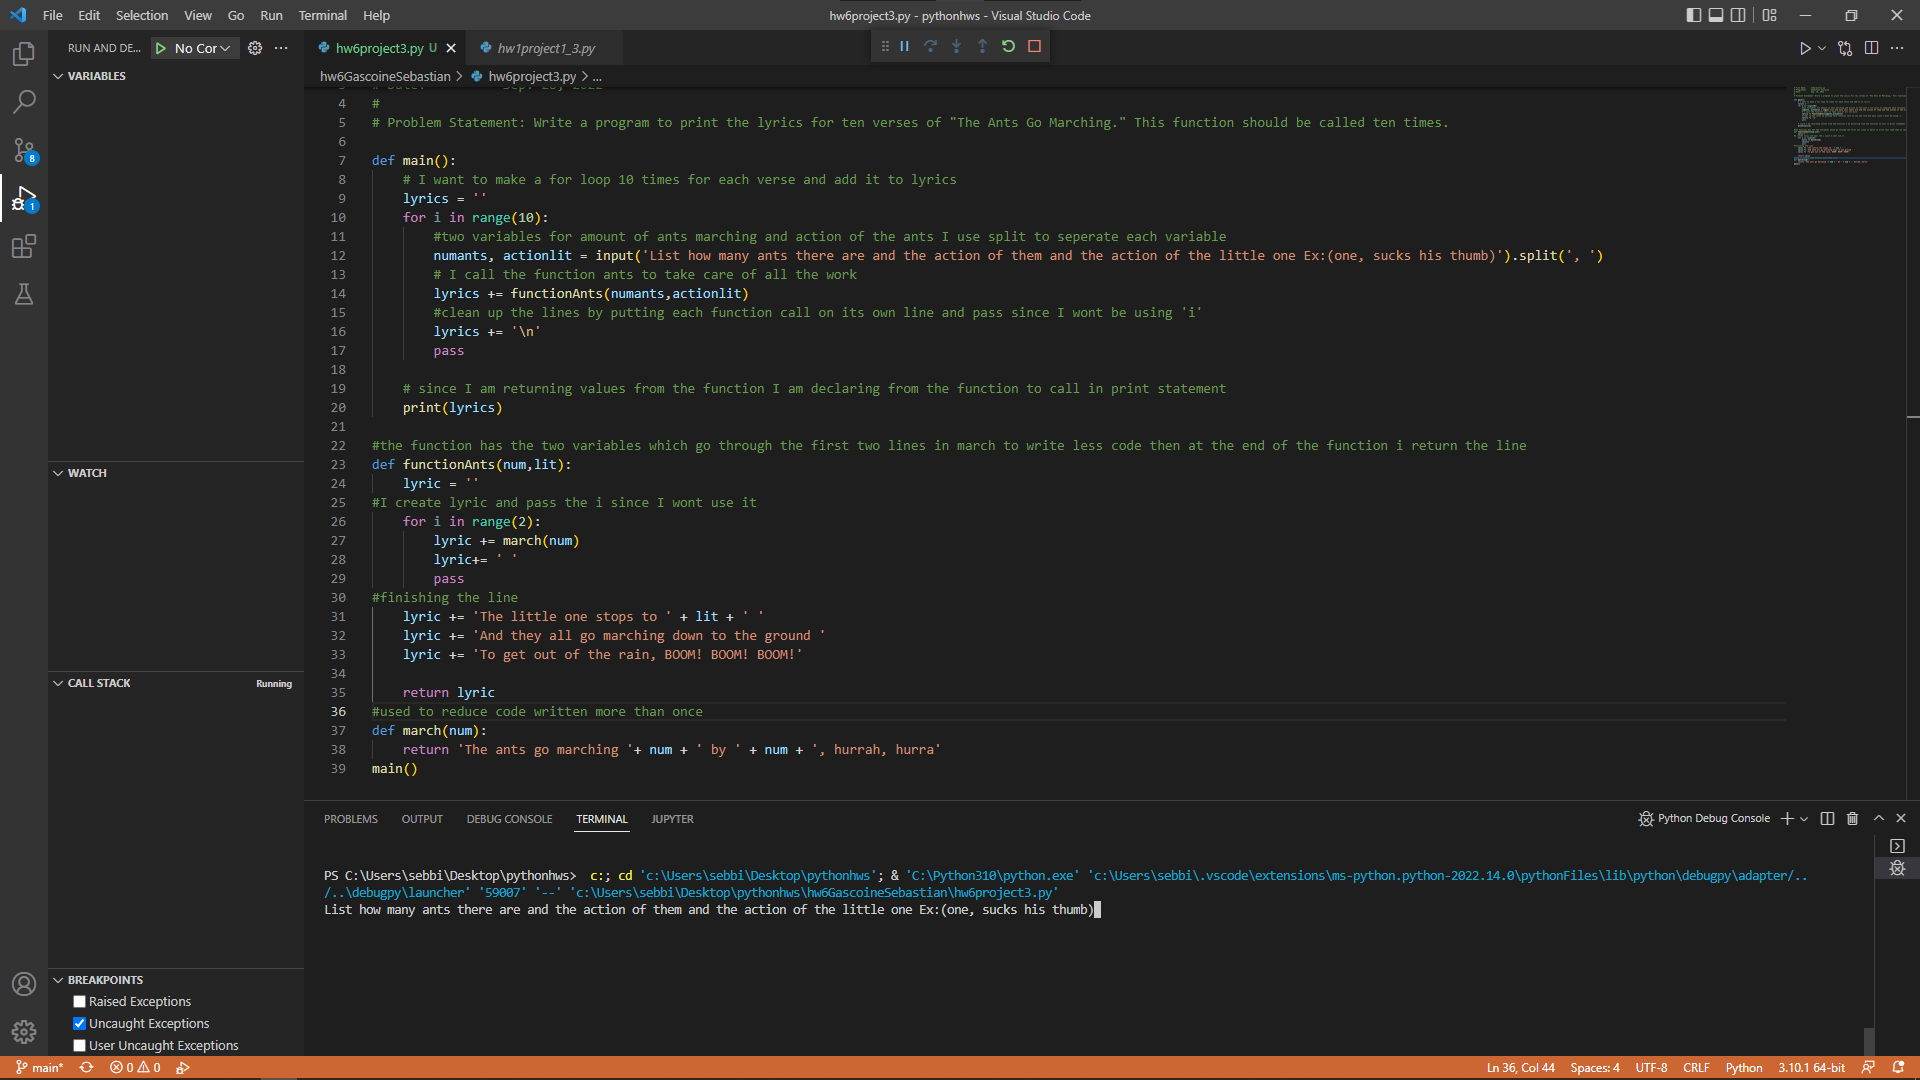 File Edit Selection View Go Run Terminal Help
hw6project3.py - pythonhws - Visual Studio Code
RUN AND DE... No Cor
hw6project3.py U
hw1project1_3.py
hw6GascoineSebastian > hw6project3.py > ...
VARIABLES
4 #
5 # Problem Statement: Write a program to print the lyrics for ten verses of "The Ants Go Marching." This function should be called ten times.
6
7 def main():
8 # I want to make a for loop 10 times for each verse and add it to lyrics
9 lyrics = ''
10 for i in range(10):
11 #two variables for amount of ants marching and action of the ants I use split to seperate each variable
12 numants, actionlit = input('List how many ants there are and the action of them and the action of the little one Ex:(one, sucks his thumb)').split(', ')
13 # I call the function ants to take care of all the work
14 lyrics += functionAnts(numants,actionlit)
15 #clean up the lines by putting each function call on its own line and pass since I wont be using 'i'
16 lyrics += '\n'
17 pass
18
19 # since I am returning values from the function I am declaring from the function to call in print statement
20 print(lyrics)
21
22 #the function has the two variables which go through the first two lines in march to write less code then at the end of the function i return the line
23 def functionAnts(num,lit):
24 lyric = ''
25 #I create lyric and pass the i since I wont use it
26 for i in range(2):
27 lyric += march(num)
28 lyric+= ' '
29 pass
30 #finishing the line
31 lyric += 'The little one stops to ' + lit + ' '
32 lyric += 'And they all go marching down to the ground '
33 lyric += 'To get out of the rain, BOOM! BOOM! BOOM!'
34
35 return lyric
36 #used to reduce code written more than once
37 def march(num):
38 return 'The ants go marching '+ num + ' by ' + num + ', hurrah, hurra'
39 main()
WATCH
CALL STACK Running
BREAKPOINTS
Raised Exceptions
Uncaught Exceptions
User Uncaught Exceptions
8
1
PROBLEMS OUTPUT DEBUG CONSOLE TERMINAL JUPYTER
Python Debug Console
PS C:\Users\sebbi\Desktop\pythonhws> c:; cd 'c:\Users\sebbi\Desktop\pythonhws'; & 'C:\Python310\python.exe' 'c:\Users\sebbi\.vscode\extensions\ms-python.python-2022.14.0\pythonFiles\lib\python\debugpy\adapter/..
/..\debugpy\launcher' '59007' '--' 'c:\Users\sebbi\Desktop\pythonhws\hw6GascoineSebastian\hw6project3.py'
List how many ants there are and the action of them and the action of the little one Ex:(one, sucks his thumb)
main* 0 0
Ln 36, Col 44 Spaces: 4 UTF-8 CRLF Python 3.10.1 64-bit